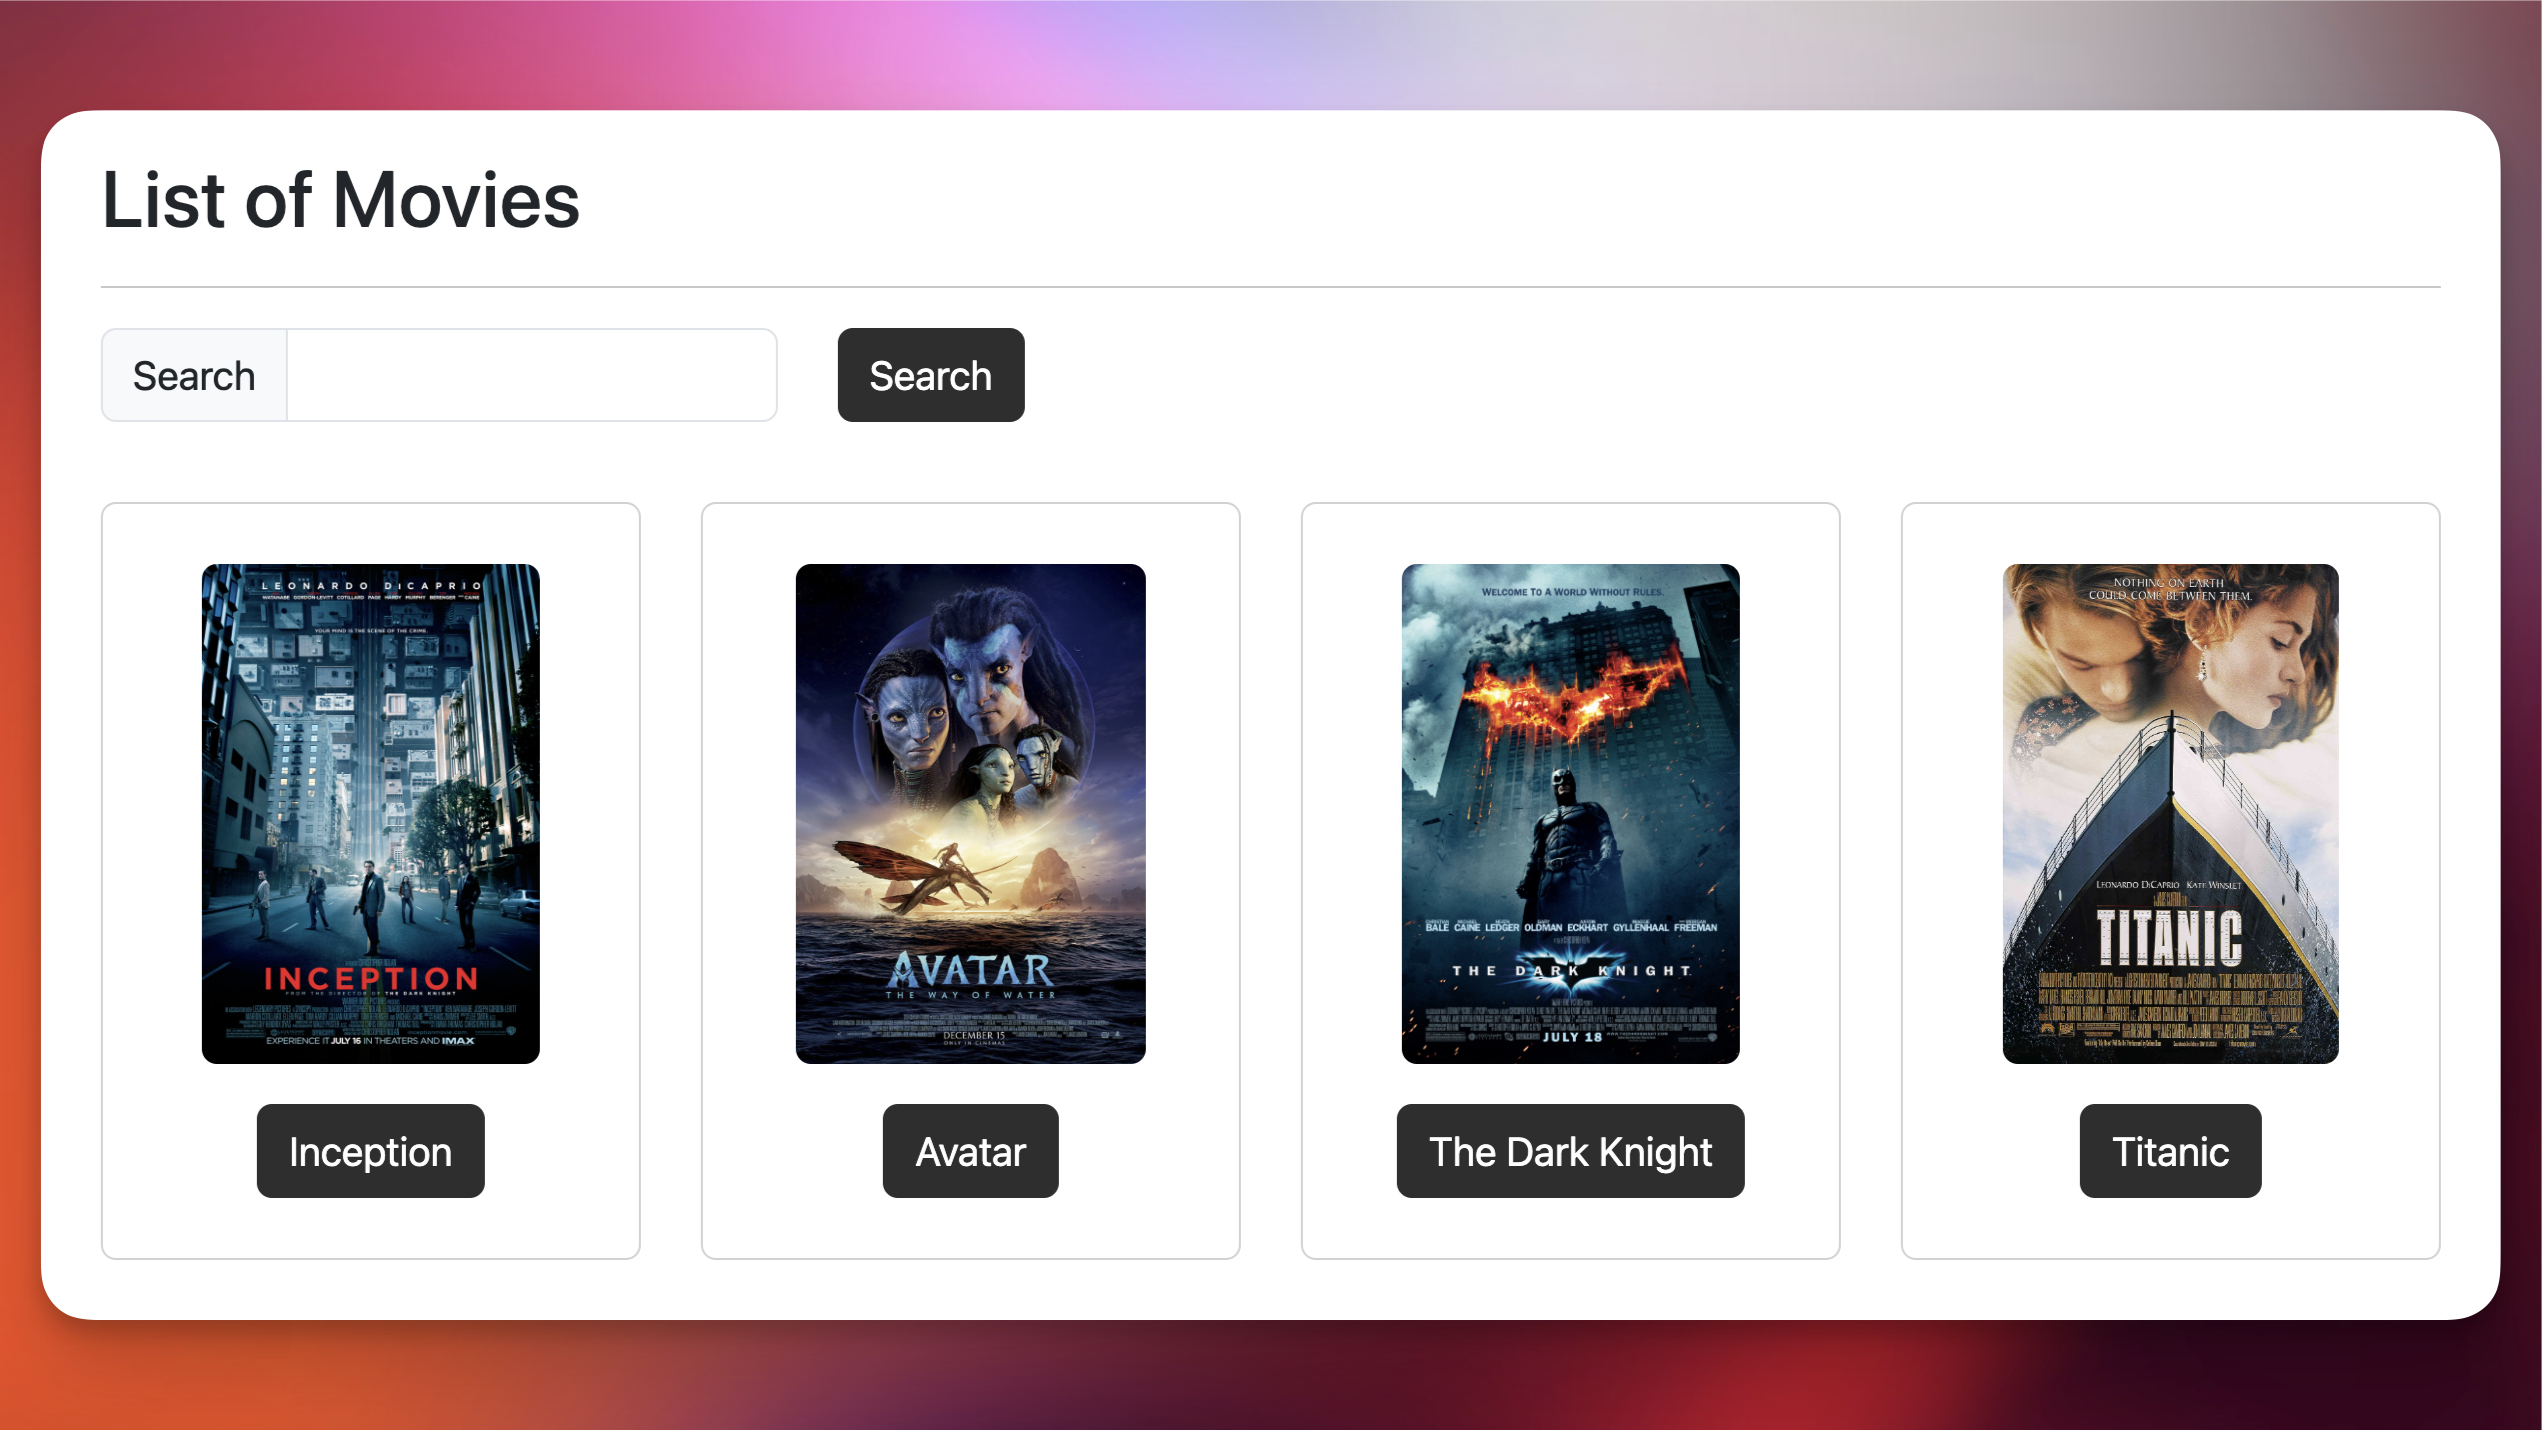 List of Movies
Search
Search
LEONARDO DiCAPRIO
WATANABE GORDON-LEVITT COTILLARD PAGE HARDY MURPHY BERENGER AND CAINE
YOUR MIND IS THE SCENE OF THE CRIME.
INCEPTION
FROM THE DIRECTOR OF THE DARK KNIGHT
EXPERIENCE IT JULY 16 IN THEATERS AND IMAX
Inception
AVATAR
THE WAY OF WATER
DECEMBER 15
ONLY IN CINEMAS
Avatar
WELCOME TO A WORLD WITHOUT RULES.
BALE CAINE LEDGER OLDMAN ECKHART GYLLENHAAL FREEMAN
THE DARK KNIGHT
JULY 18
The Dark Knight
NOTHING ON EARTH
COULD COME BETWEEN THEM.
LEONARDO DiCAPRIO KATE WINSLET
TITANIC
Titanic